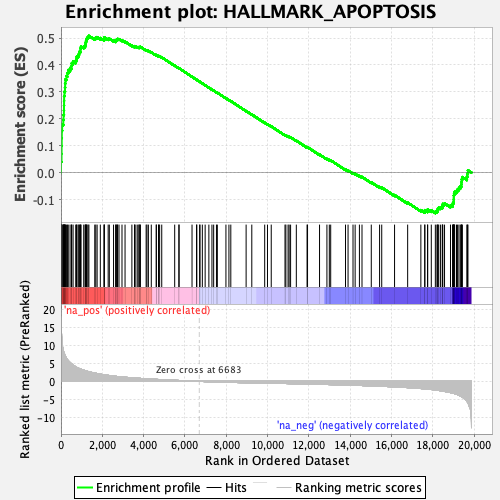 Enrichment plot: HALLMARK_APOPTOSIS
Enrichment score (ES)
0.5
0.4
0.3
0.2
0.1
0.0
-0.1
'na_pos' (positively correlated)
Ranked list metric (PreRanked)
20
15
10
5
0
-5
-10
Zero cross at 6683
'na_neg' (negatively correlated)
0
2,000
4,000
6,000
8,000
10,000
12,000
14,000
16,000
18,000
20,000
Rank in Ordered Dataset
Enrichment profile
Hits
Ranking metric scores